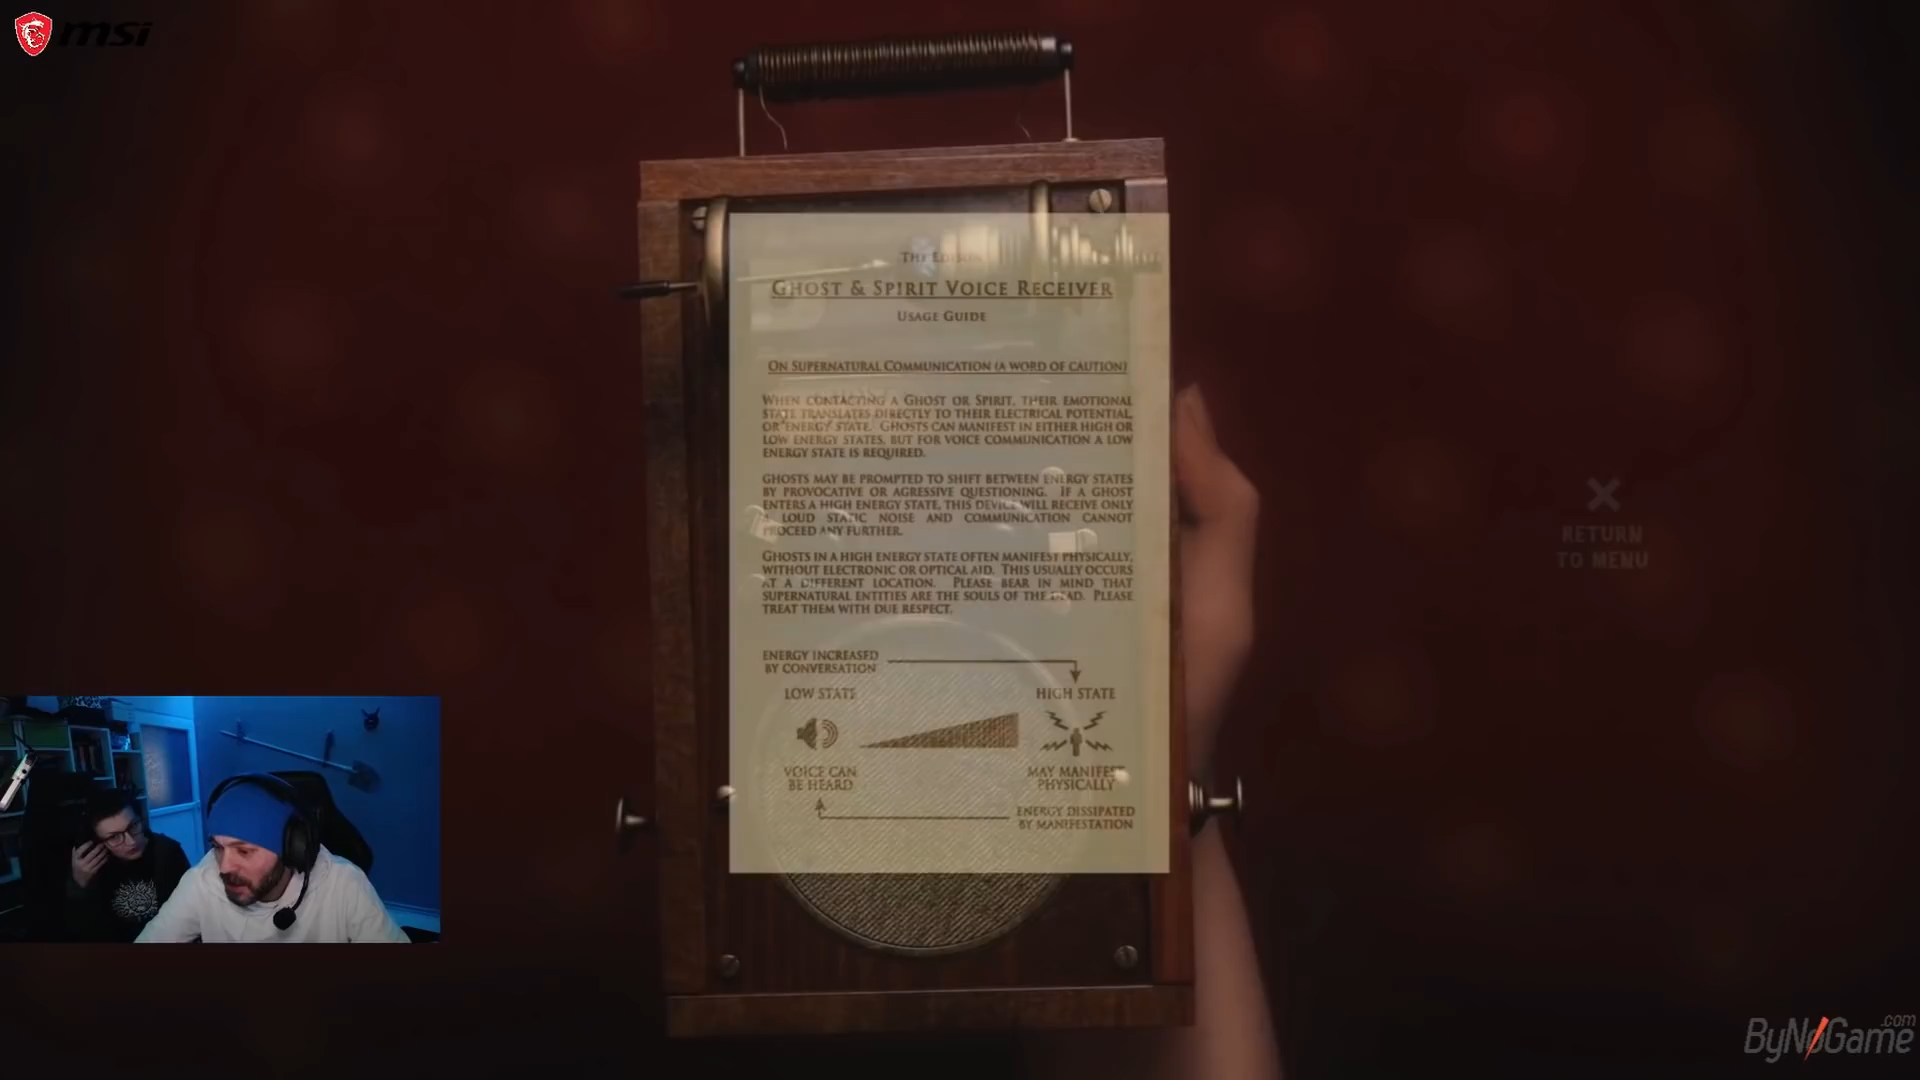 msi
THE EDISON
GHOST & SPIRIT VOICE RECEIVER
USAGE GUIDE
ON SUPERNATURAL COMMUNICATION (A WORD OF CAUTION)
WHEN CONTACTING A GHOST OR SPIRIT, THEIR EMOTIONAL
STATE TRANSLATES DIRECTLY TO THEIR ELECTRICAL POTENTIAL,
OR ENERGY STATE. GHOSTS CAN MANIFEST IN EITHER HIGH OR
LOW ENERGY STATES, BUT FOR VOICE COMMUNICATION A LOW
ENERGY STATE IS REQUIRED.
GHOSTS MAY BE PROMPTED TO SHIFT BETWEEN ENERGY STATES
BY PROVOCATIVE OR AGRESSIVE QUESTIONING. IF A GHOST
ENTERS A HIGH ENERGY STATE, THIS DEVICE WILL RECEIVE ONLY
A LOUD STATIC NOISE AND COMMUNICATION CANNOT
PROCEED ANY FURTHER.
GHOSTS IN A HIGH ENERGY STATE OFTEN MANIFEST PHYSICALLY,
WITHOUT ELECTRONIC OR OPTICAL AID. THIS USUALLY OCCURS
AT A DIFFERENT LOCATION. PLEASE BEAR IN MIND THAT
SUPERNATURAL ENTITIES ARE THE SOULS OF THE DEAD. PLEASE
TREAT THEM WITH DUE RESPECT.
ENERGY INCREASED
BY CONVERSATION
LOW STATE
HIGH STATE
VOICE CAN
BE HEARD
MAY MANIFEST
PHYSICALLY
ENERGY DISSIPATED
BY MANIFESTATION
RETURN
TO MENU
ByNoGame.com